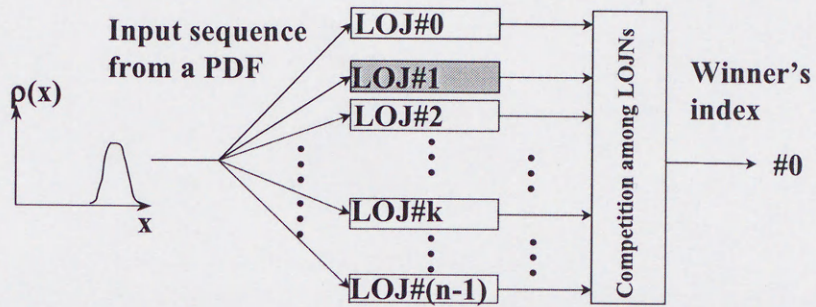 Input sequence
from a PDF
ρ(x)
x
LOJ#0
LOJ#1
LOJ#2
LOJ#k
LOJ#(n-1)
Competition among LOJNs
Winner's
index
#0